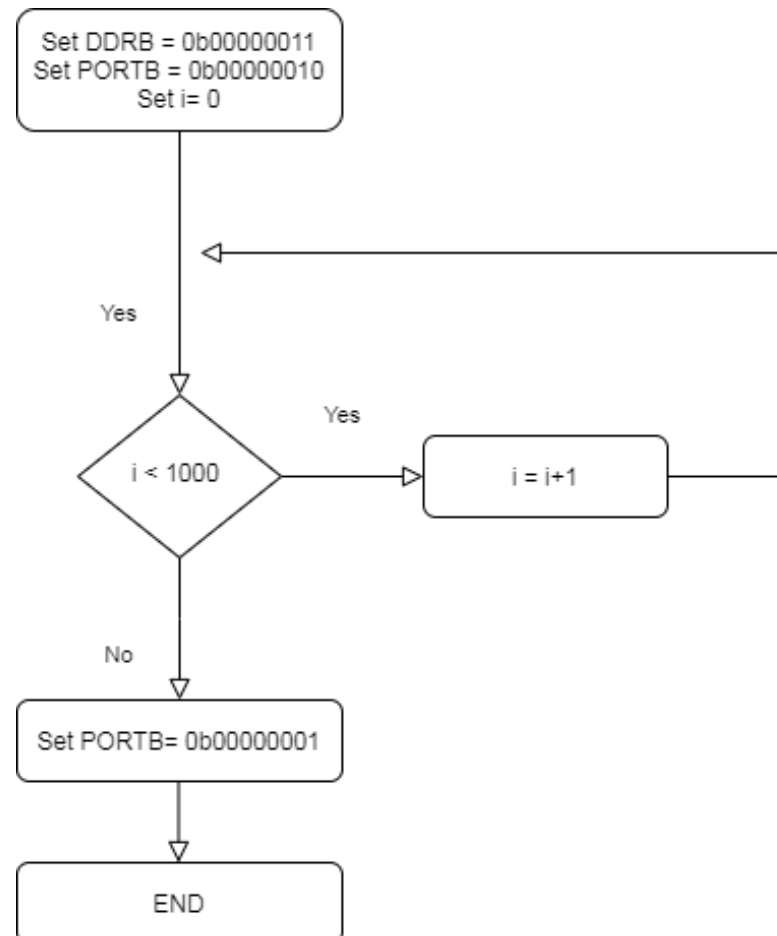 Set DDRB = 0b00000011
Set PORTB = 0b00000010
Set i= 0
Yes
Yes
i < 1000
i = i+1
No
Set PORTB= 0b00000001
END